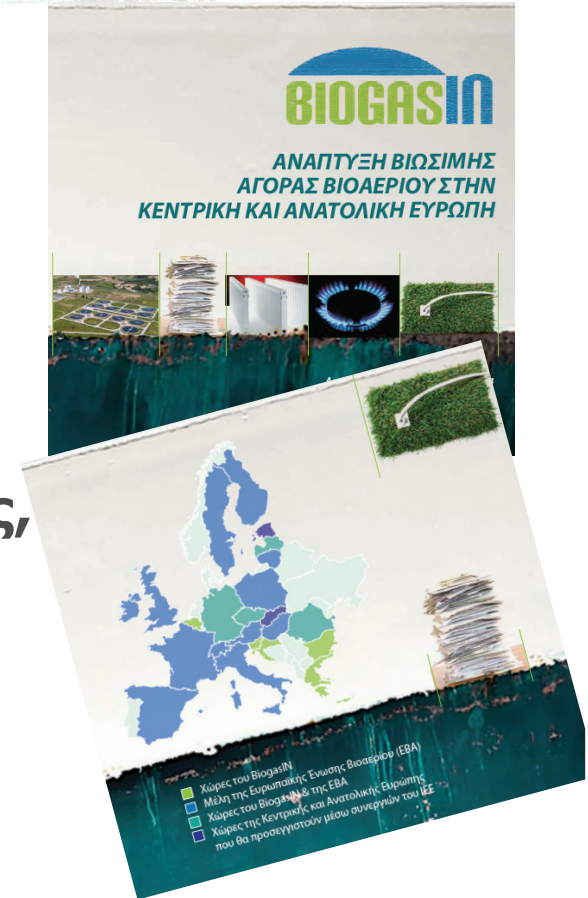 BIOGASIN
ΑΝΑΠΤΥΞΗ ΒΙΩΣΙΜΗΣ
ΑΓΟΡΑΣ ΒΙΟΑΕΡΙΟΥ ΣΤΗΝ
ΚΕΝΤΡΙΚΗ ΚΑΙ ΑΝΑΤΟΛΙΚΗ ΕΥΡΩΠΗ
ς,
Χώρες του BiogasIN
Μέλη της Ευρωπαϊκής Ένωσης Βιοαερίου (EBA)
Χώρες του BiogasIN & της EBA
Χώρες της Κεντρικής και Ανατολικής Ευρώπης
που θα προσεγγιστούν μέσω συνεργιών του IEE